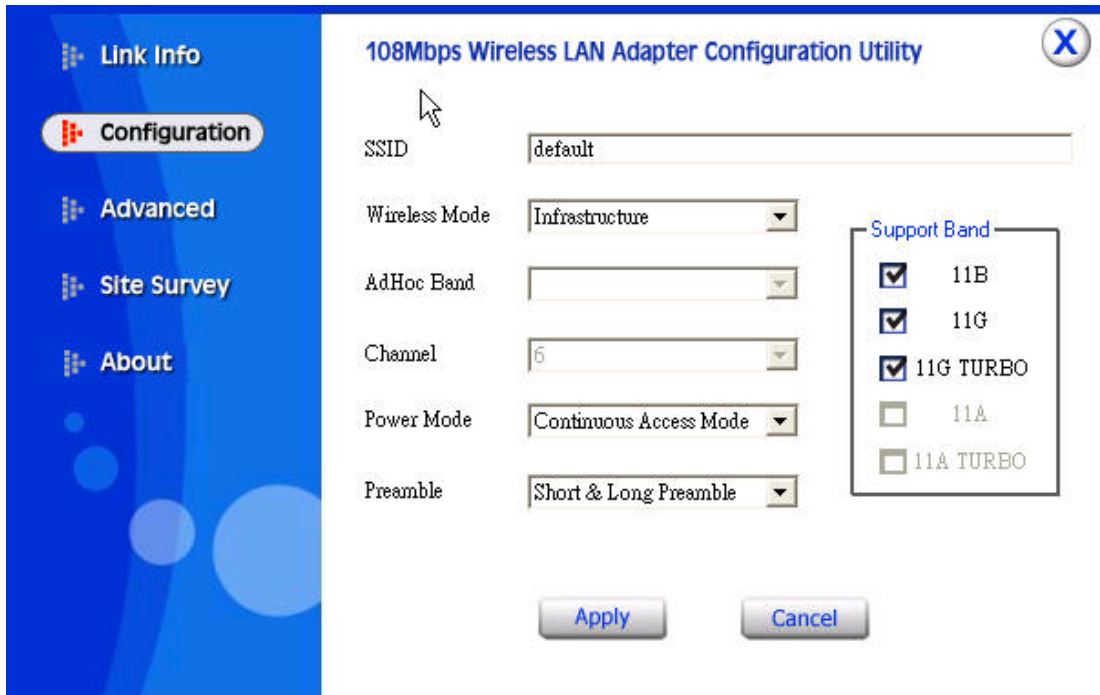 Link Info
Configuration
Advanced
Site Survey
About
108Mbps Wireless LAN Adapter Configuration Utility
X
SSID
default
Wireless Mode
Infrastructure
AdHoc Band
Channel
6
Power Mode
Continuous Access Mode
Preamble
Short & Long Preamble
Support Band
11B
11G
11G TURBO
11A
11A TURBO
Apply
Cancel